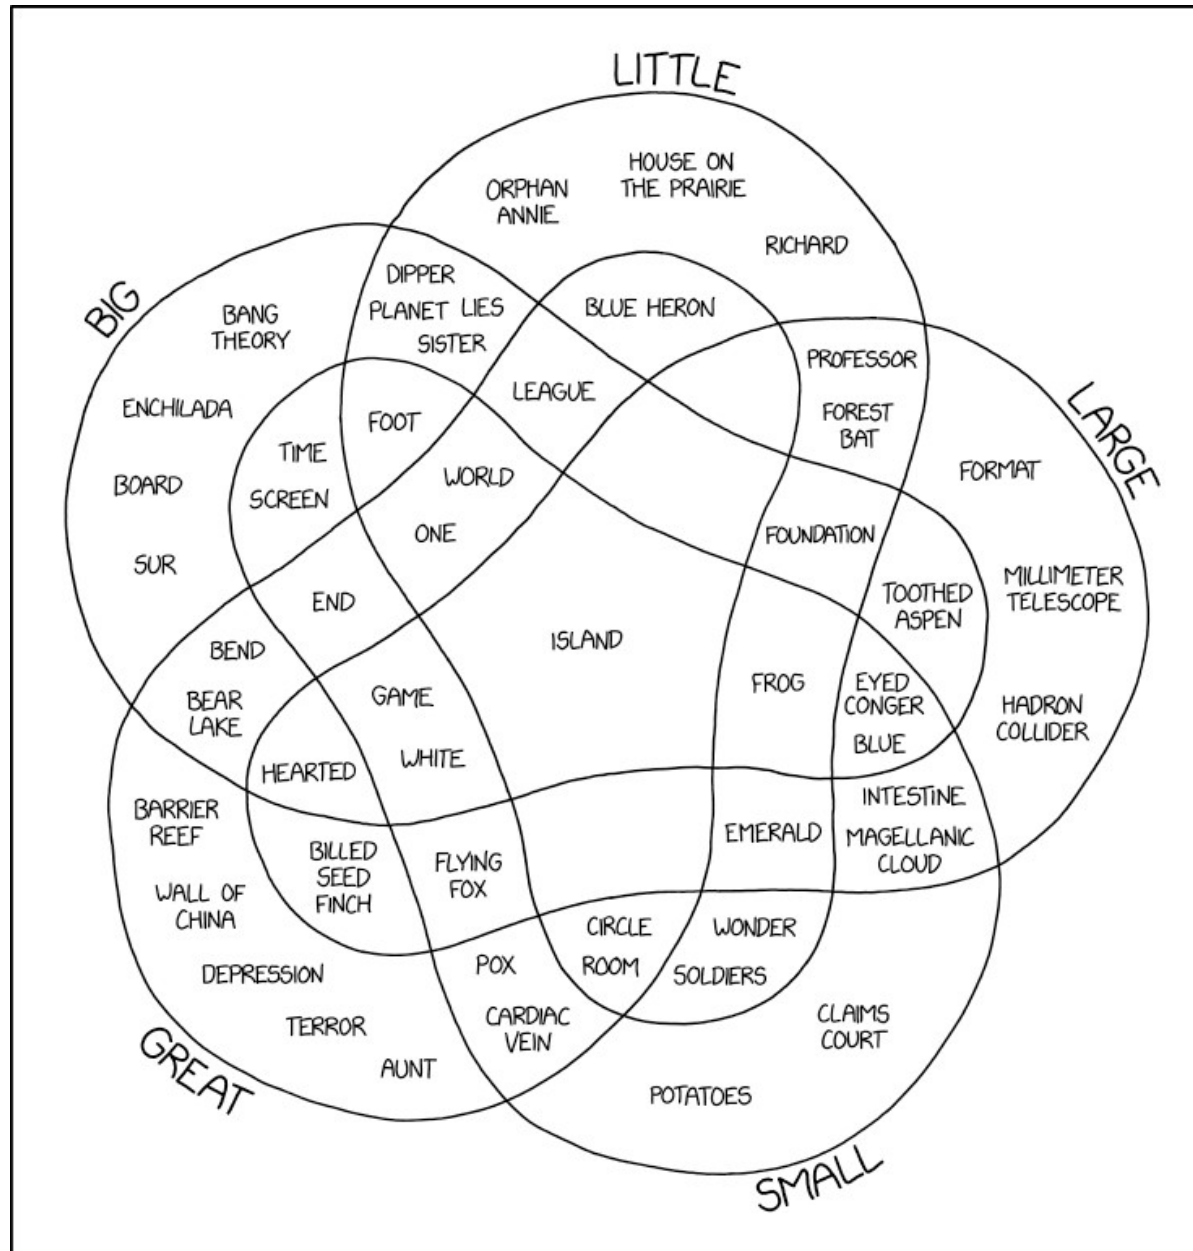 LITTLE
HOUSE ON
THE PRAIRIE
ORPHAN
ANNIE
RICHARD
BIG
DIPPER
PLANET LIES
SISTER
BLUE HERON
BANG
THEORY
PROFESSOR
LARGE
ENCHILADA
FOOT
LEAGUE
FOREST
BAT
TIME
FORMAT
BOARD
SCREEN
WORLD
SUR
ONE
FOUNDATION
TOOTHED
ASPEN
MILLIMETER
TELESCOPE
END
BEND
ISLAND
BEAR
LAKE
GAME
FROG
EYED
CONGER
HADRON
COLLIDER
HEARTED
WHITE
BLUE
BARRIER
REEF
INTESTINE
BILLED
SEED
FINCH
FLYING
FOX
EMERALD
MAGELLANIC
CLOUD
WALL OF
CHINA
CIRCLE
WONDER
DEPRESSION
POX
ROOM
SOLDIERS
TERROR
CARDIAC
VEIN
CLAIMS
COURT
GREAT
AUNT
POTATOES
SMALL